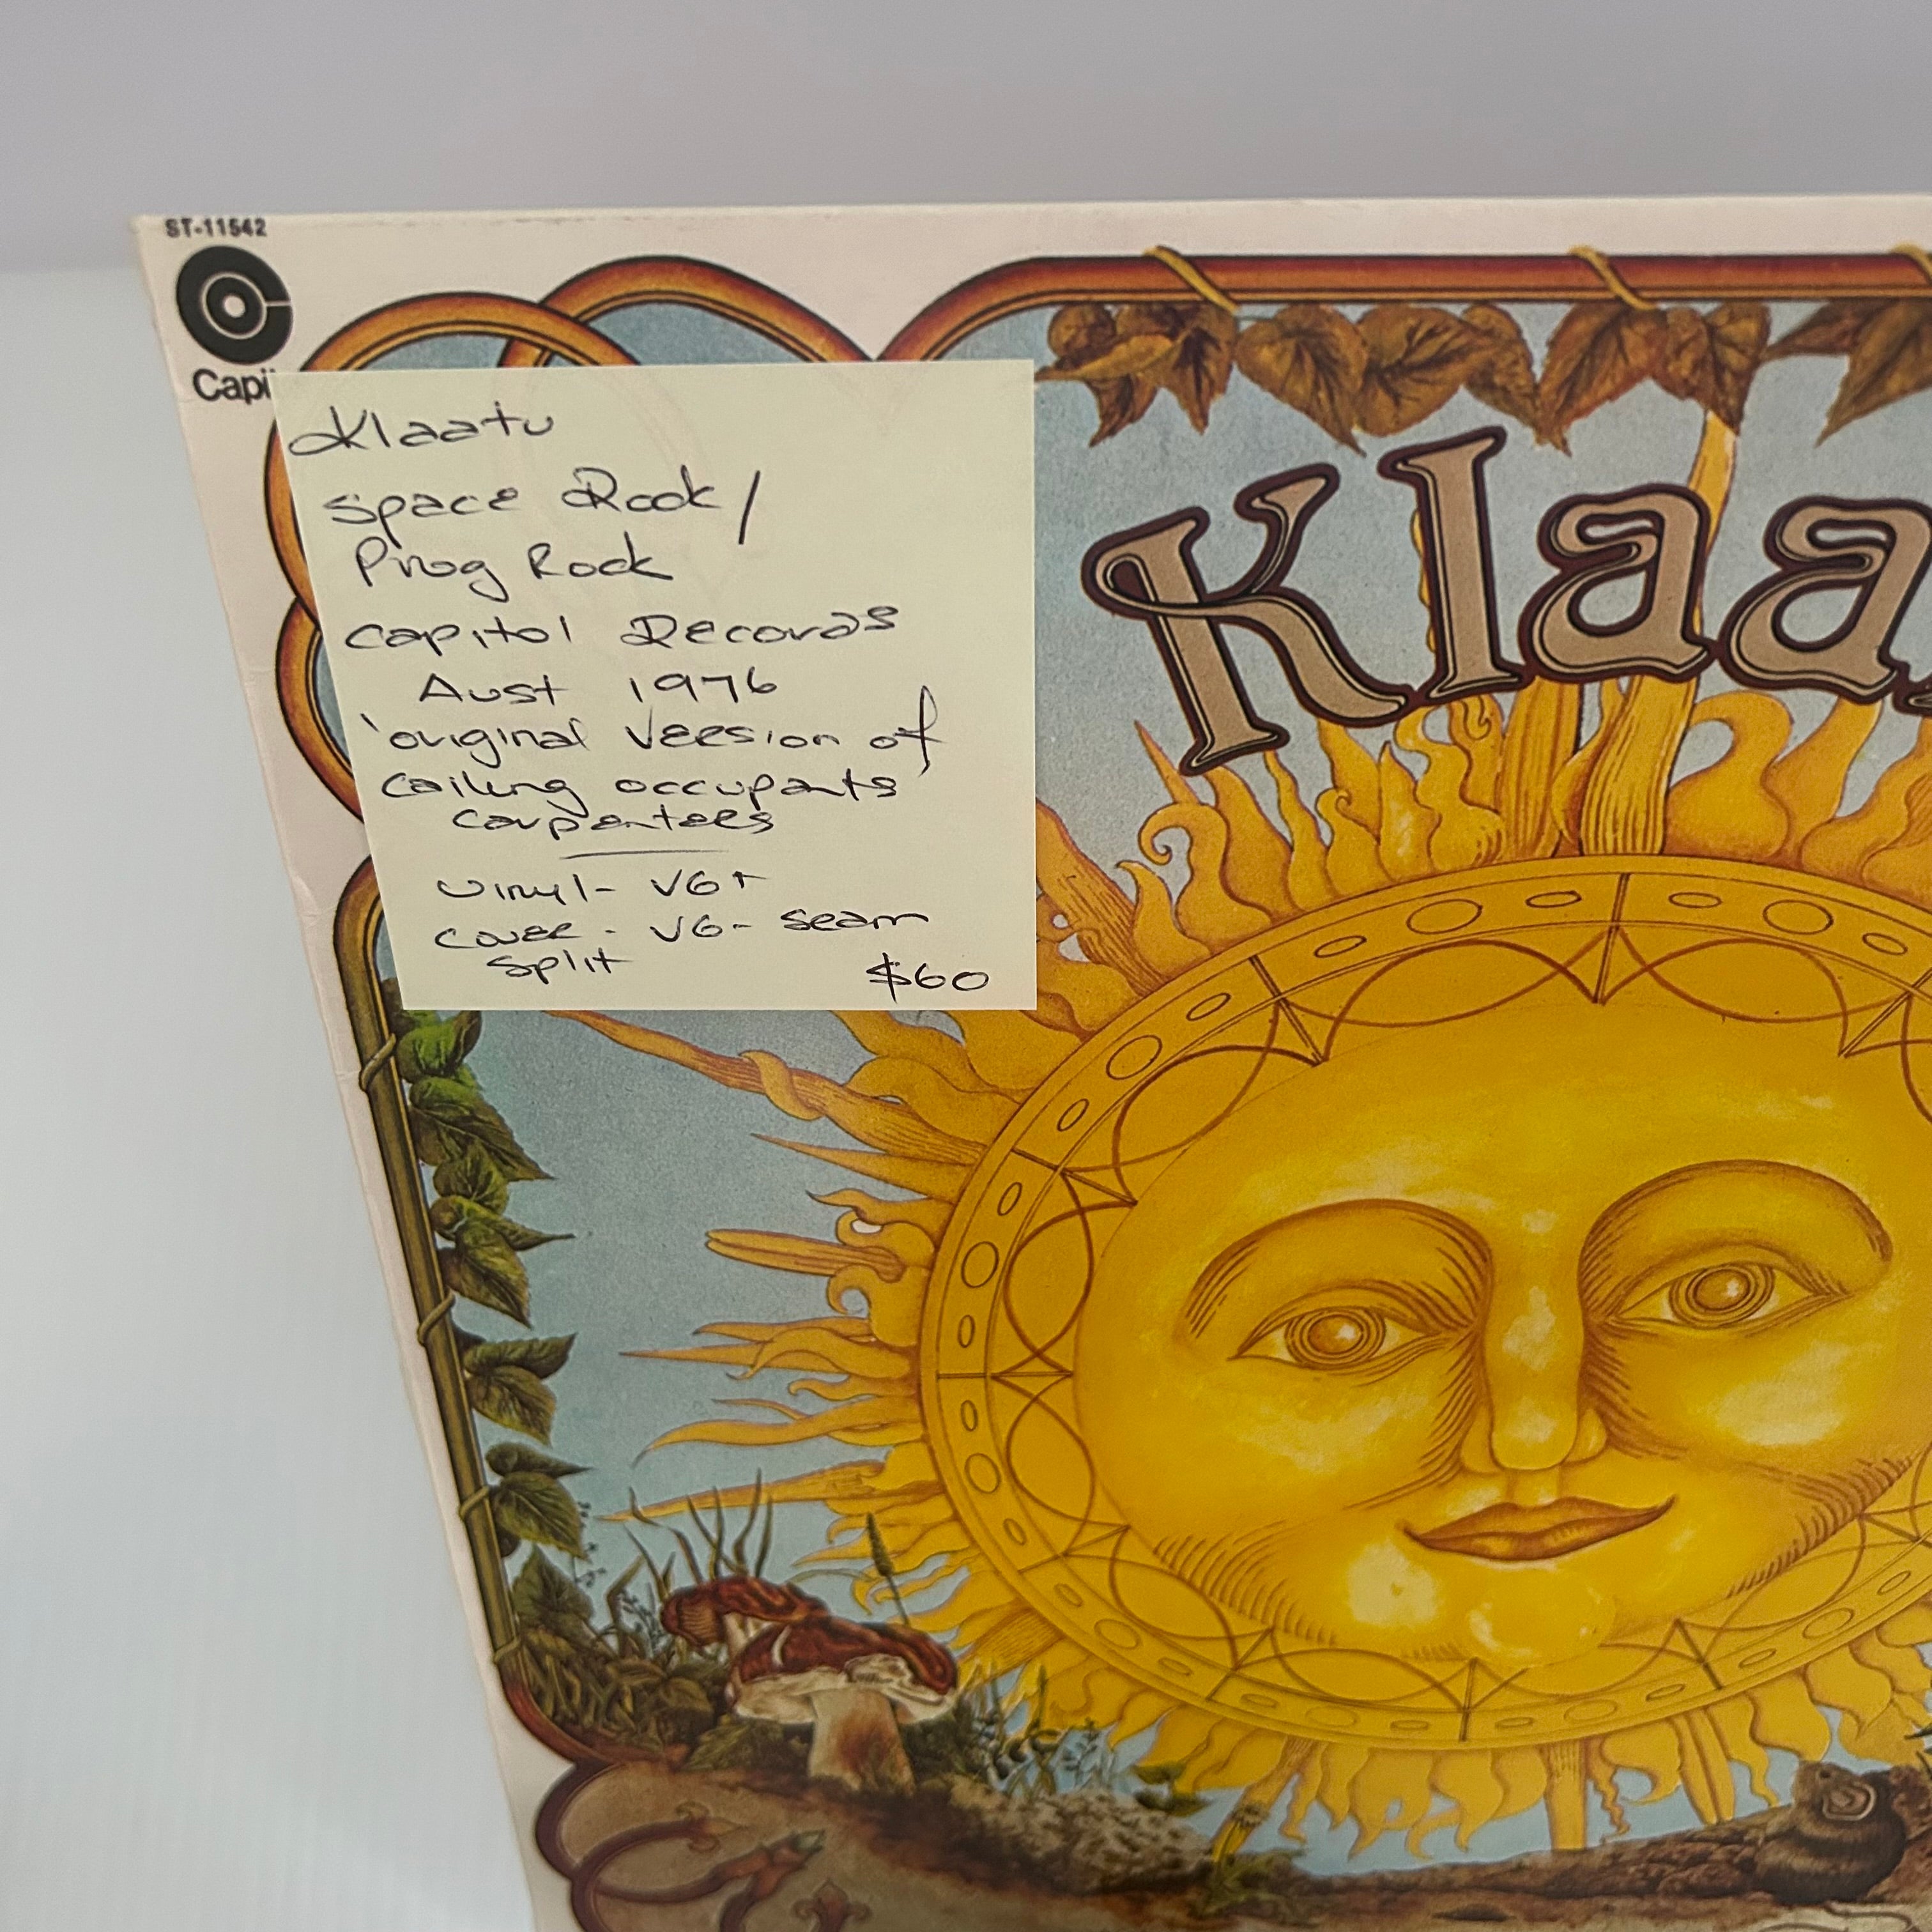 ST-11542
Capi
Klaatu
Space Rock/
Prog Rock
Capitol Records
Aust 1976
'original version of
calling occupants'
carpenters
Vinyl - VG+
Cover - VG - seam
split
$60
Klaa